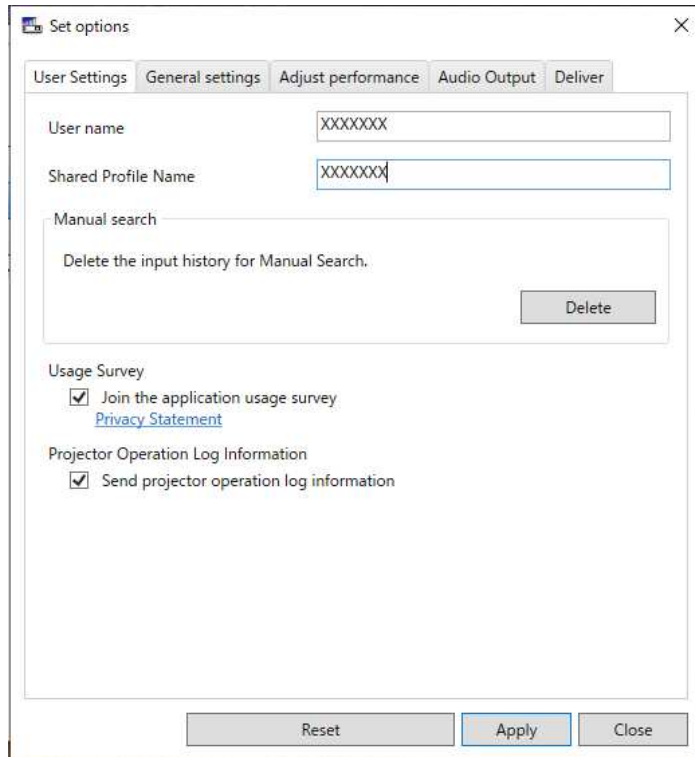 Set options
User Settings General settings Adjust performance Audio Output Deliver
User name XXXXXXX
Shared Profile Name XXXXXXX
Manual search
Delete the input history for Manual Search.
Delete
Usage Survey
Join the application usage survey
Privacy Statement
Projector Operation Log Information
Send projector operation log information
Reset Apply Close